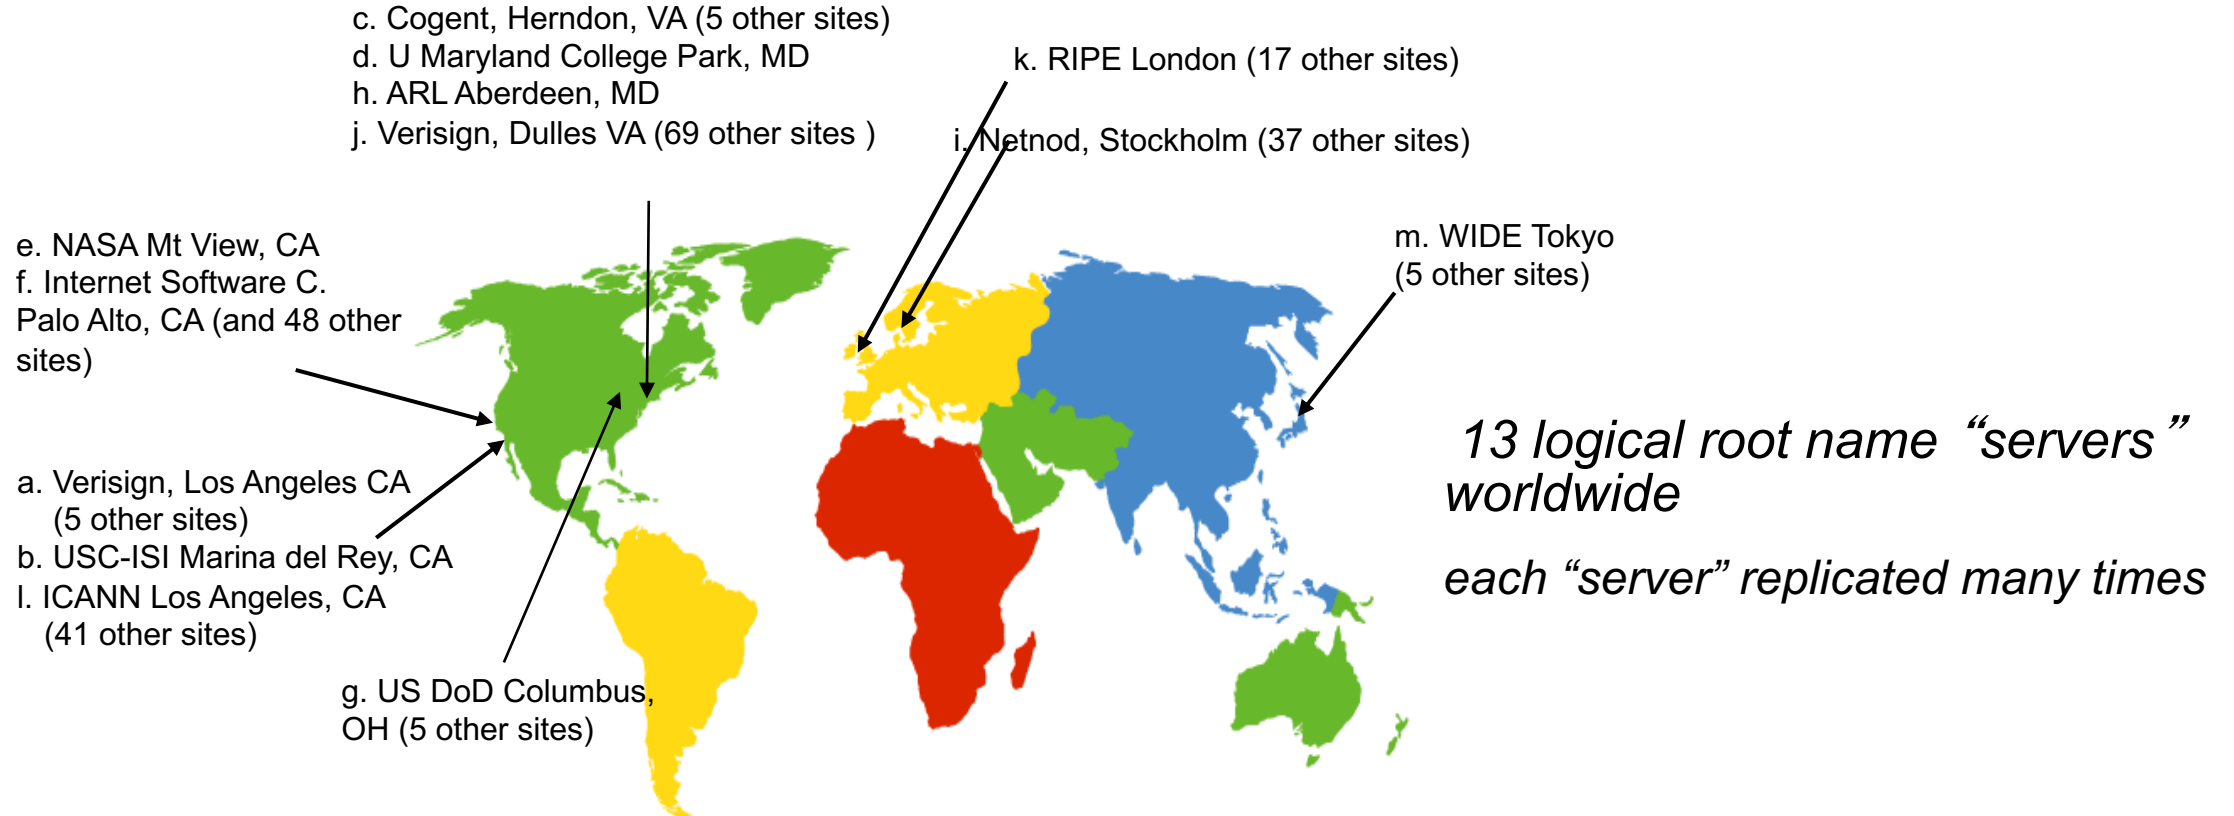 c. Cogent, Herndon, VA (5 other sites)
d. U Maryland College Park, MD
h. ARL Aberdeen, MD
j. Verisign, Dulles VA (69 other sites )
k. RIPE London (17 other sites)
i. Netnod, Stockholm (37 other sites)
m. WIDE Tokyo
(5 other sites)
e. NASA Mt View, CA
f. Internet Software C.
Palo Alto, CA (and 48 other
sites)
a. Verisign, Los Angeles CA
(5 other sites)
b. USC-ISI Marina del Rey, CA
l. ICANN Los Angeles, CA
(41 other sites)
g. US DoD Columbus,
OH (5 other sites)
13 logical root name “servers”
worldwide
each “server” replicated many times